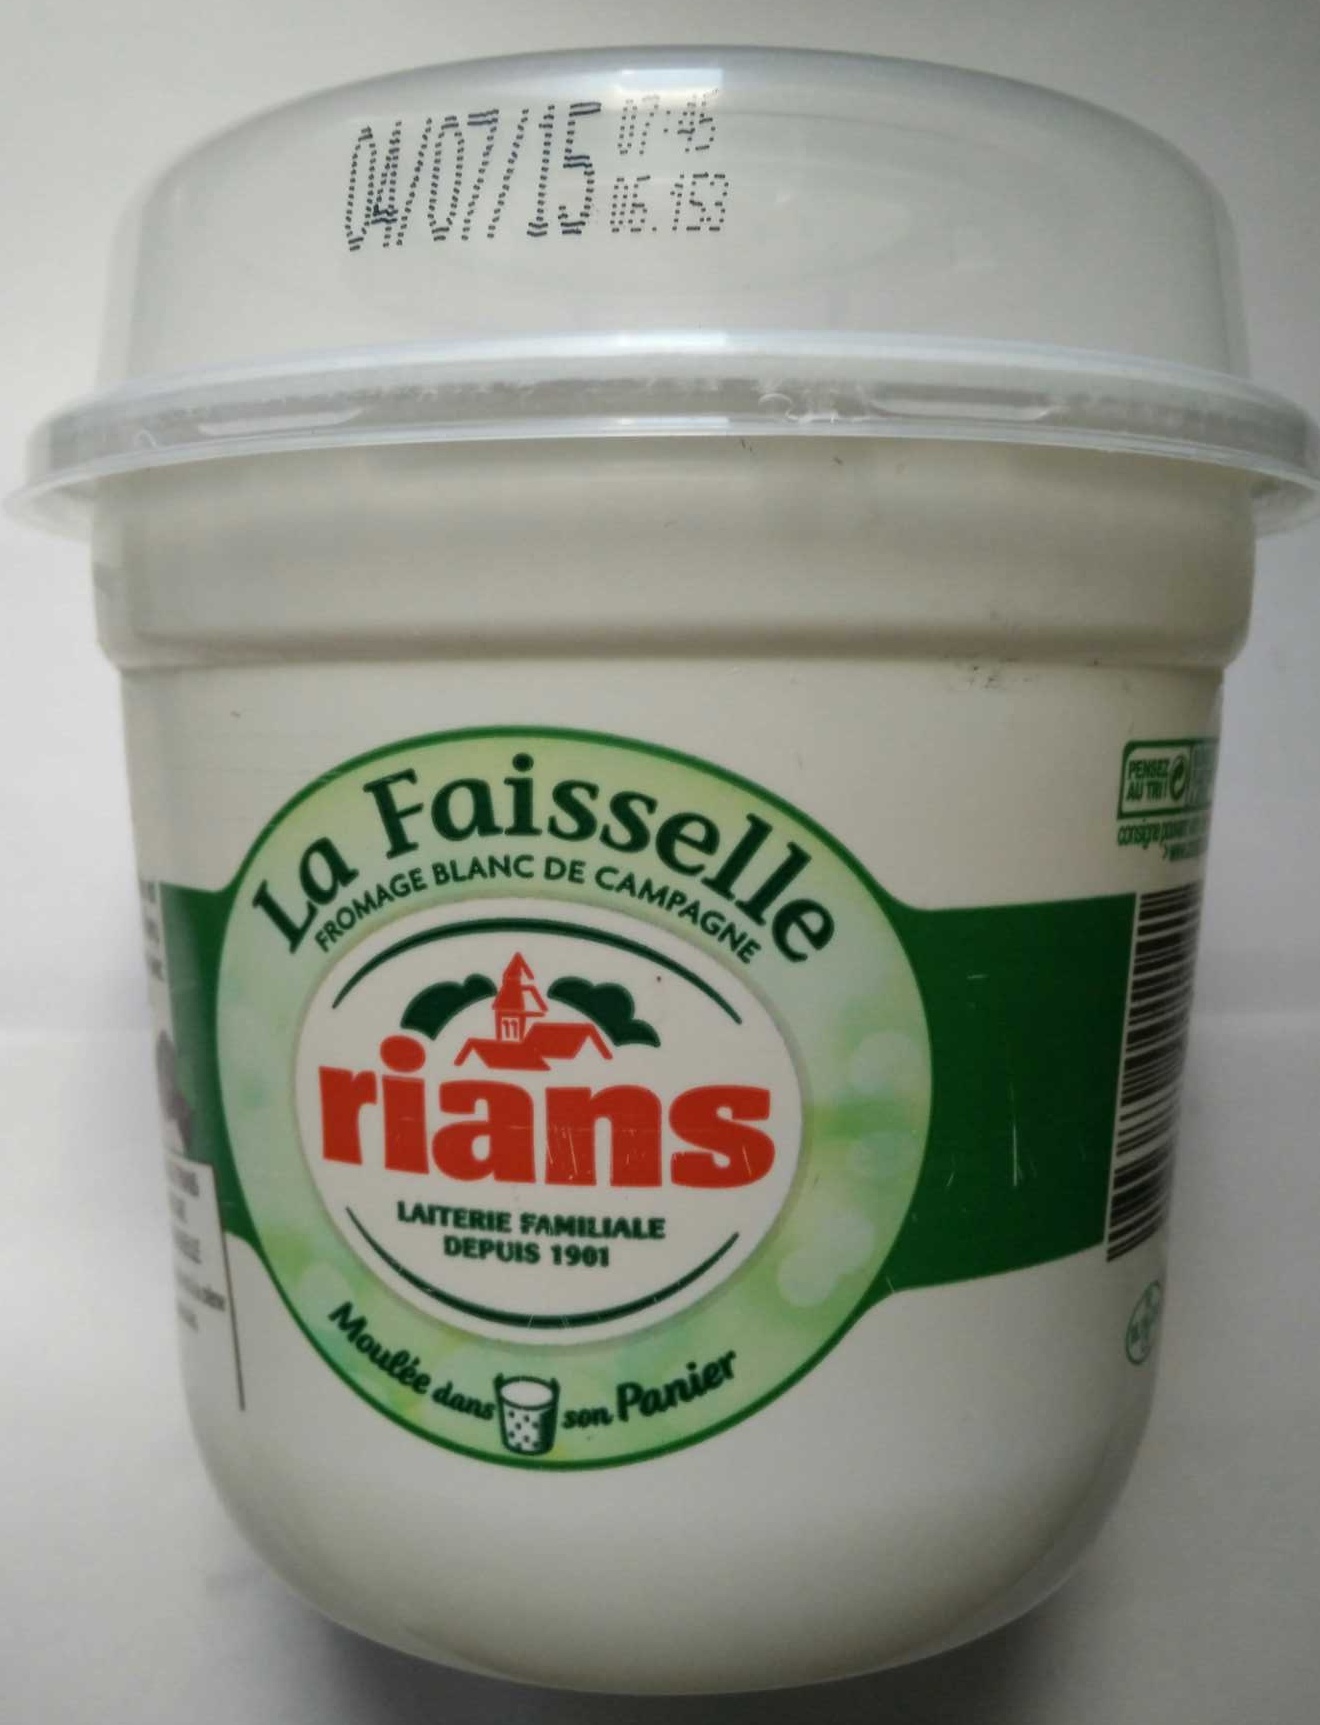 04/07/15
07:45
06.153
La Faisselle
FROMAGE BLANC DE CAMPAGNE
rians
LAITERIE FAMILIALE
DEPUIS 1901
Moulée dans son Panier
PENSEZ
AU TRI !
consigne